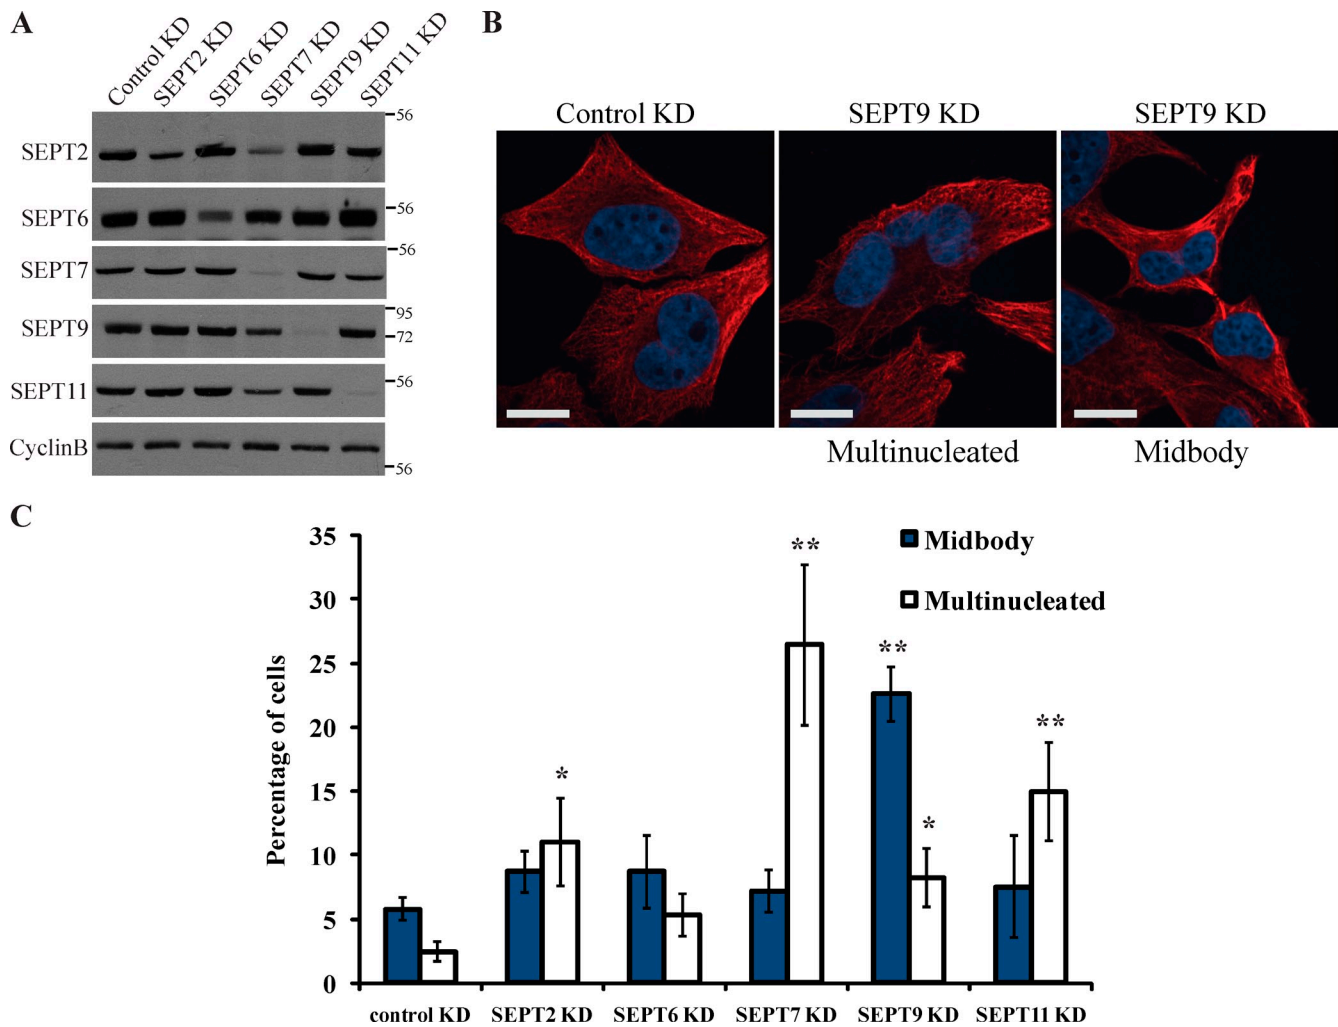 A
Control KD
SEPT2 KD
SEPT6 KD
SEPT7 KD
SEPT9 KD
SEPT11 KD
SEPT2
56
SEPT6
56
SEPT7
56
SEPT9
95
72
SEPT11
56
CyclinB
56
B
Control KD
SEPT9 KD
SEPT9 KD
Multinucleated
Midbody
C
Percentage of cells
35
30
25
20
15
10
5
0
*
**
**
*
**
Midbody
Multinucleated
control KD
SEPT2 KD
SEPT6 KD
SEPT7 KD
SEPT9 KD
SEPT11 KD